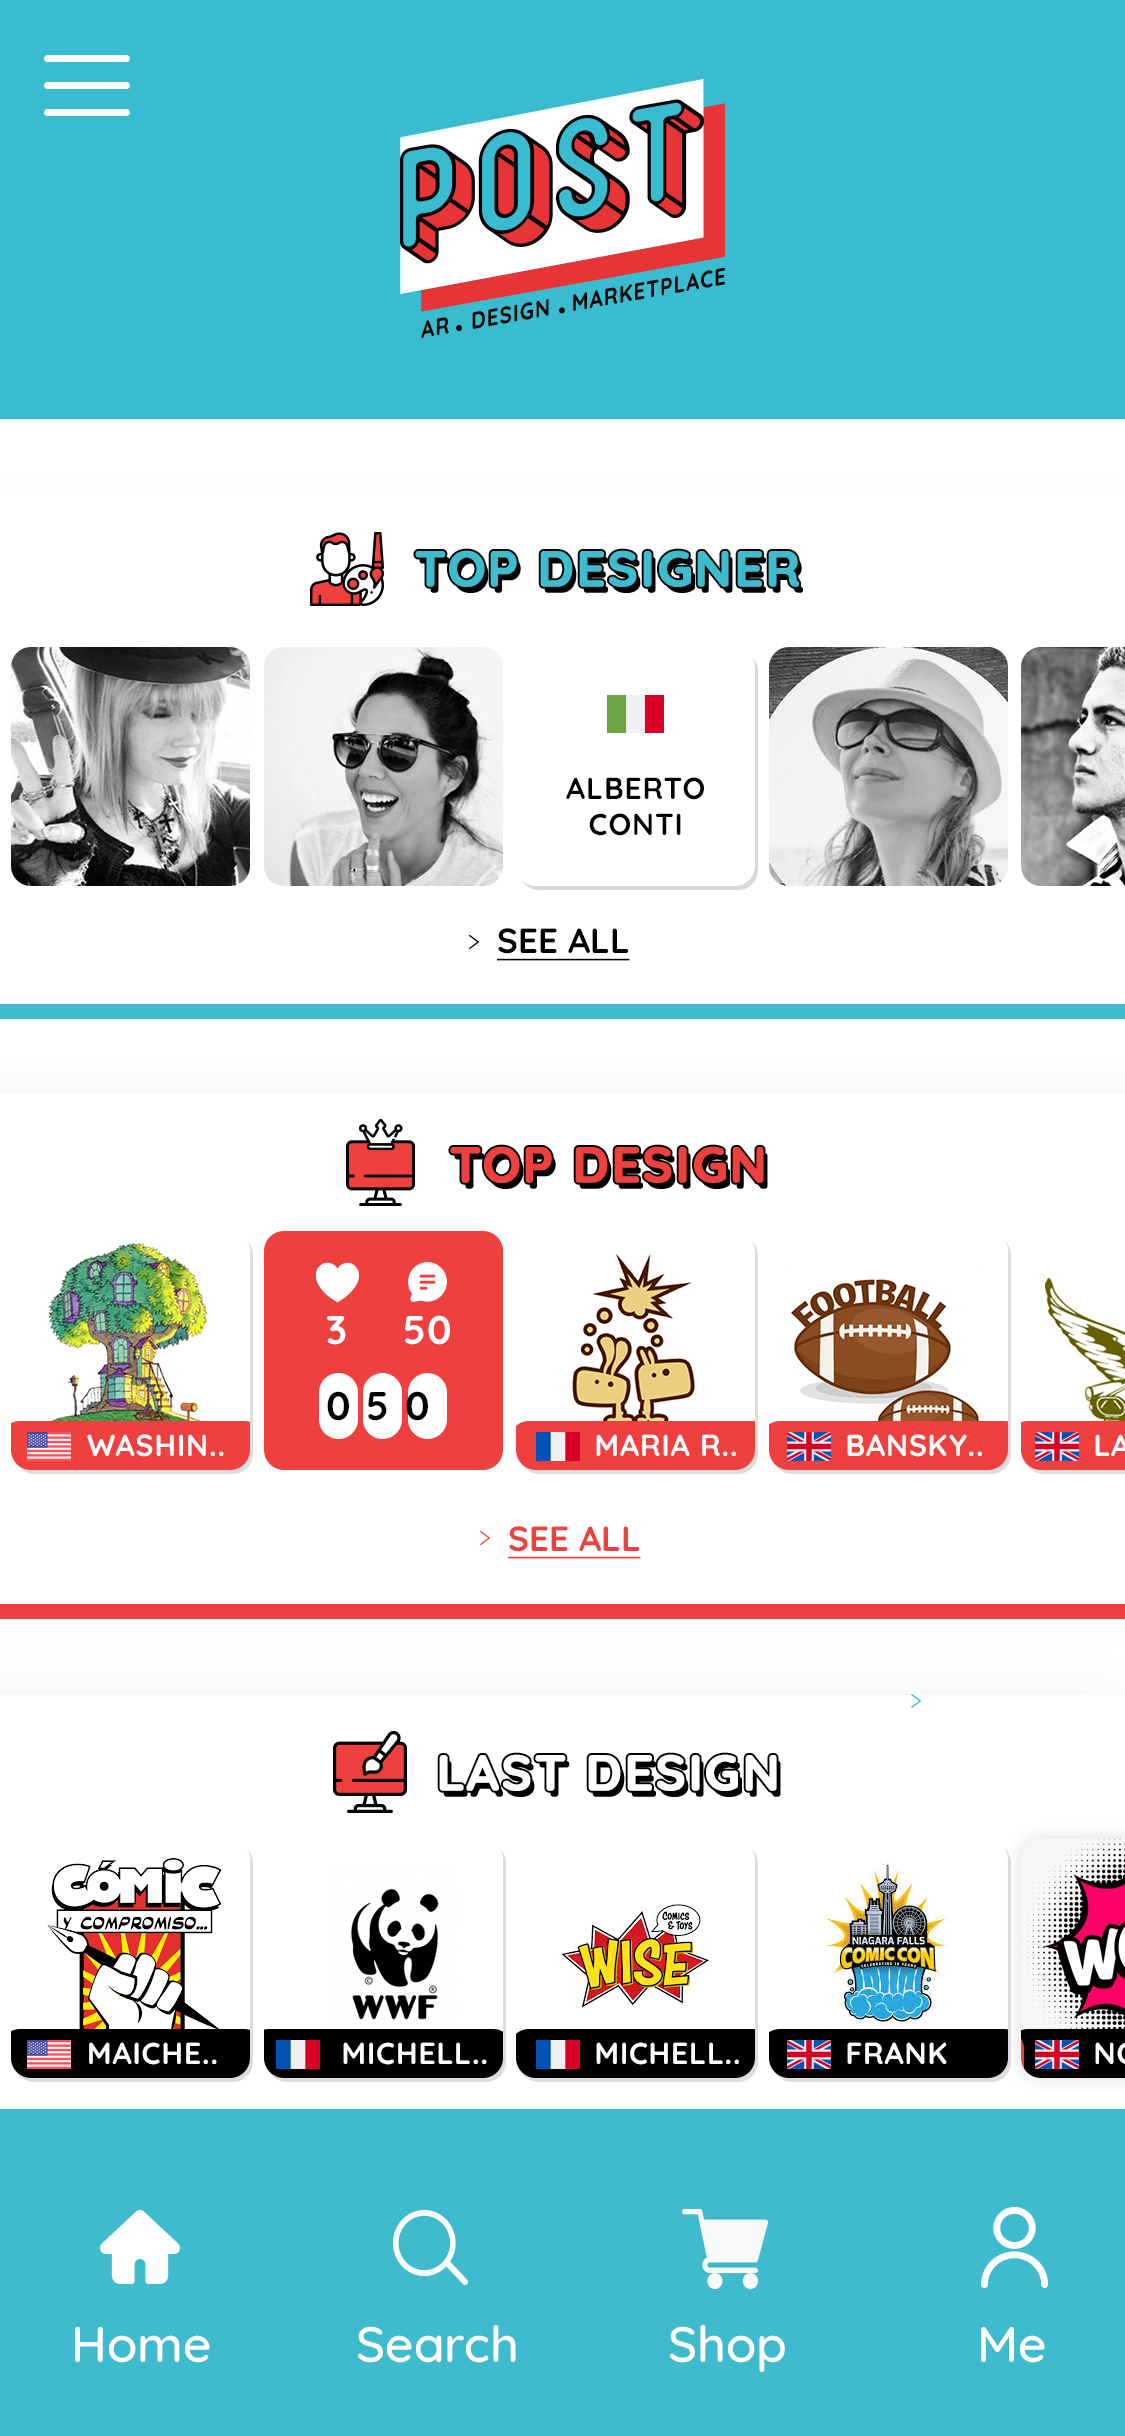 POST
AR . DESIGN . MARKETPLACE
TOP DESIGNER
ALBERTO
CONTI
> SEE ALL
TOP DESIGN
3 50
0 5 0
FOOTBALL
WASHIN..
MARIA R..
BANSKY..
LA
> SEE ALL
>
LAST DESIGN
CÓMIC
Y COMPROMISO...
© WWF ®
COMICS
& TOYS
WISE
NIAGARA FALLS
COMIC CON
WO
MAICHE..
MICHELL..
MICHELL..
FRANK
NO
Home
Search
Shop
Me